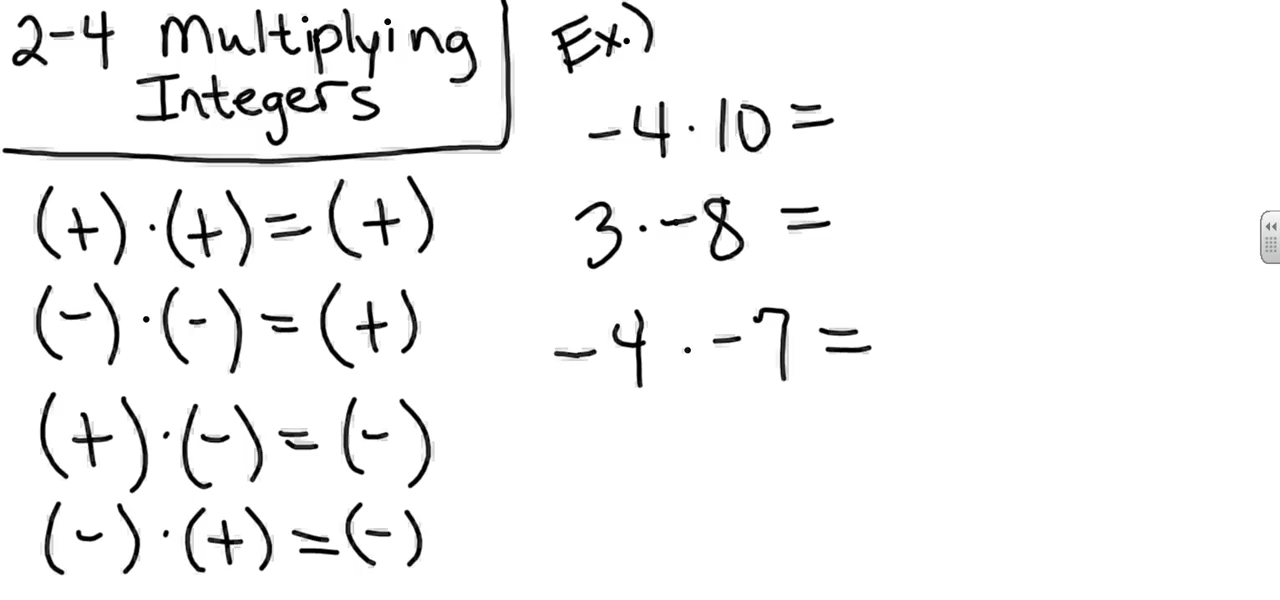 2-4 Multiplying
Integers
(+)·(+)=(+)
(-)·(-)=(+)
(+)·(-)=(-)
(-)·(+)=(-)
Ex.)
-4·10=
3·-8=
-4·-7=